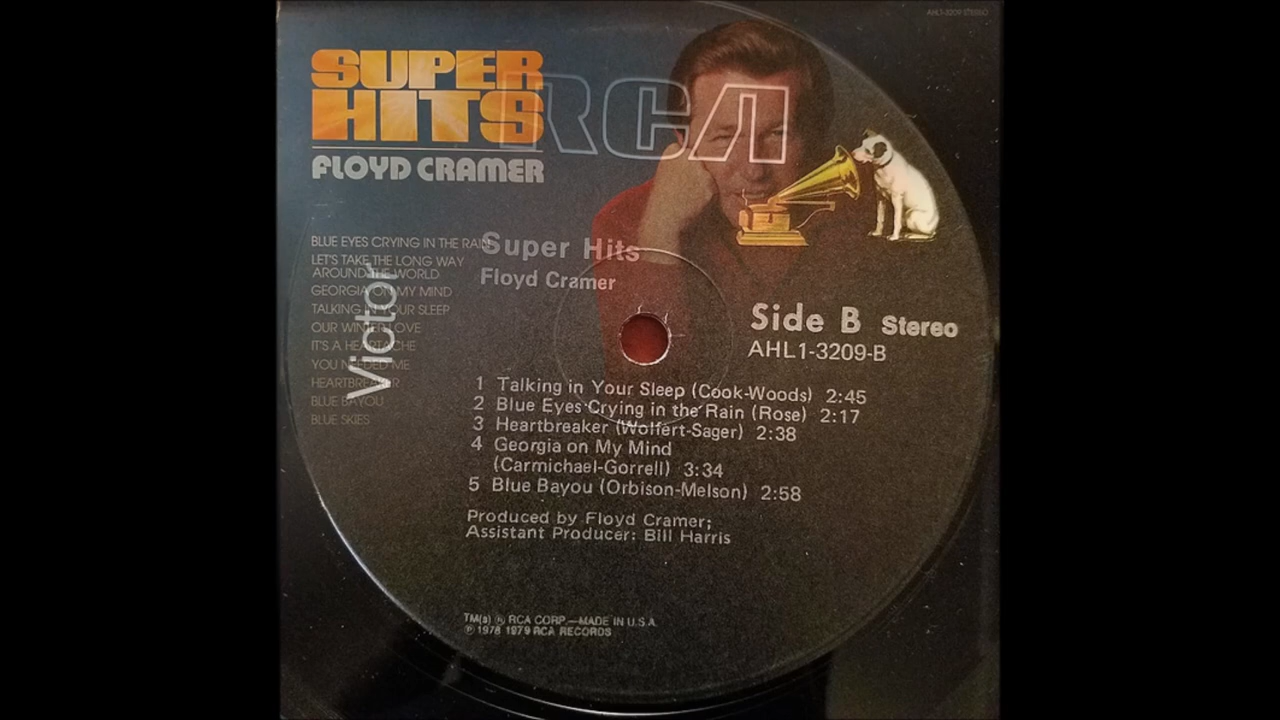 AHL1-3209 STEREO
SUPER
HITS
FLOYD CRAMER
RCA
BLUE EYES CRYING IN THE RAIN
LET'S TAKE THE LONG WAY
AROUND THE WORLD
GEORGIA ON MY MIND
TALKING IN YOUR SLEEP
OUR WINTER LOVE
IT'S A HEARTACHE
YOU NEEDED ME
HEARTBREAKER
BLUE BAYOU
BLUE SKIES
Victor
Super Hits
Floyd Cramer
Side B Stereo
AHL1-3209-B
1 Talking in Your Sleep (Cook-Woods) 2:45
2 Blue Eyes Crying in the Rain (Rose) 2:17
3 Heartbreaker (Wolfert-Sager) 2:38
4 Georgia on My Mind
(Carmichael-Gorrell) 3:34
5 Blue Bayou (Orbison-Melson) 2:58
Produced by Floyd Cramer;
Assistant Producer: Bill Harris
TM(s) ® RCA CORP.—MADE IN U.S.A.
℗ 1978 1979 RCA RECORDS